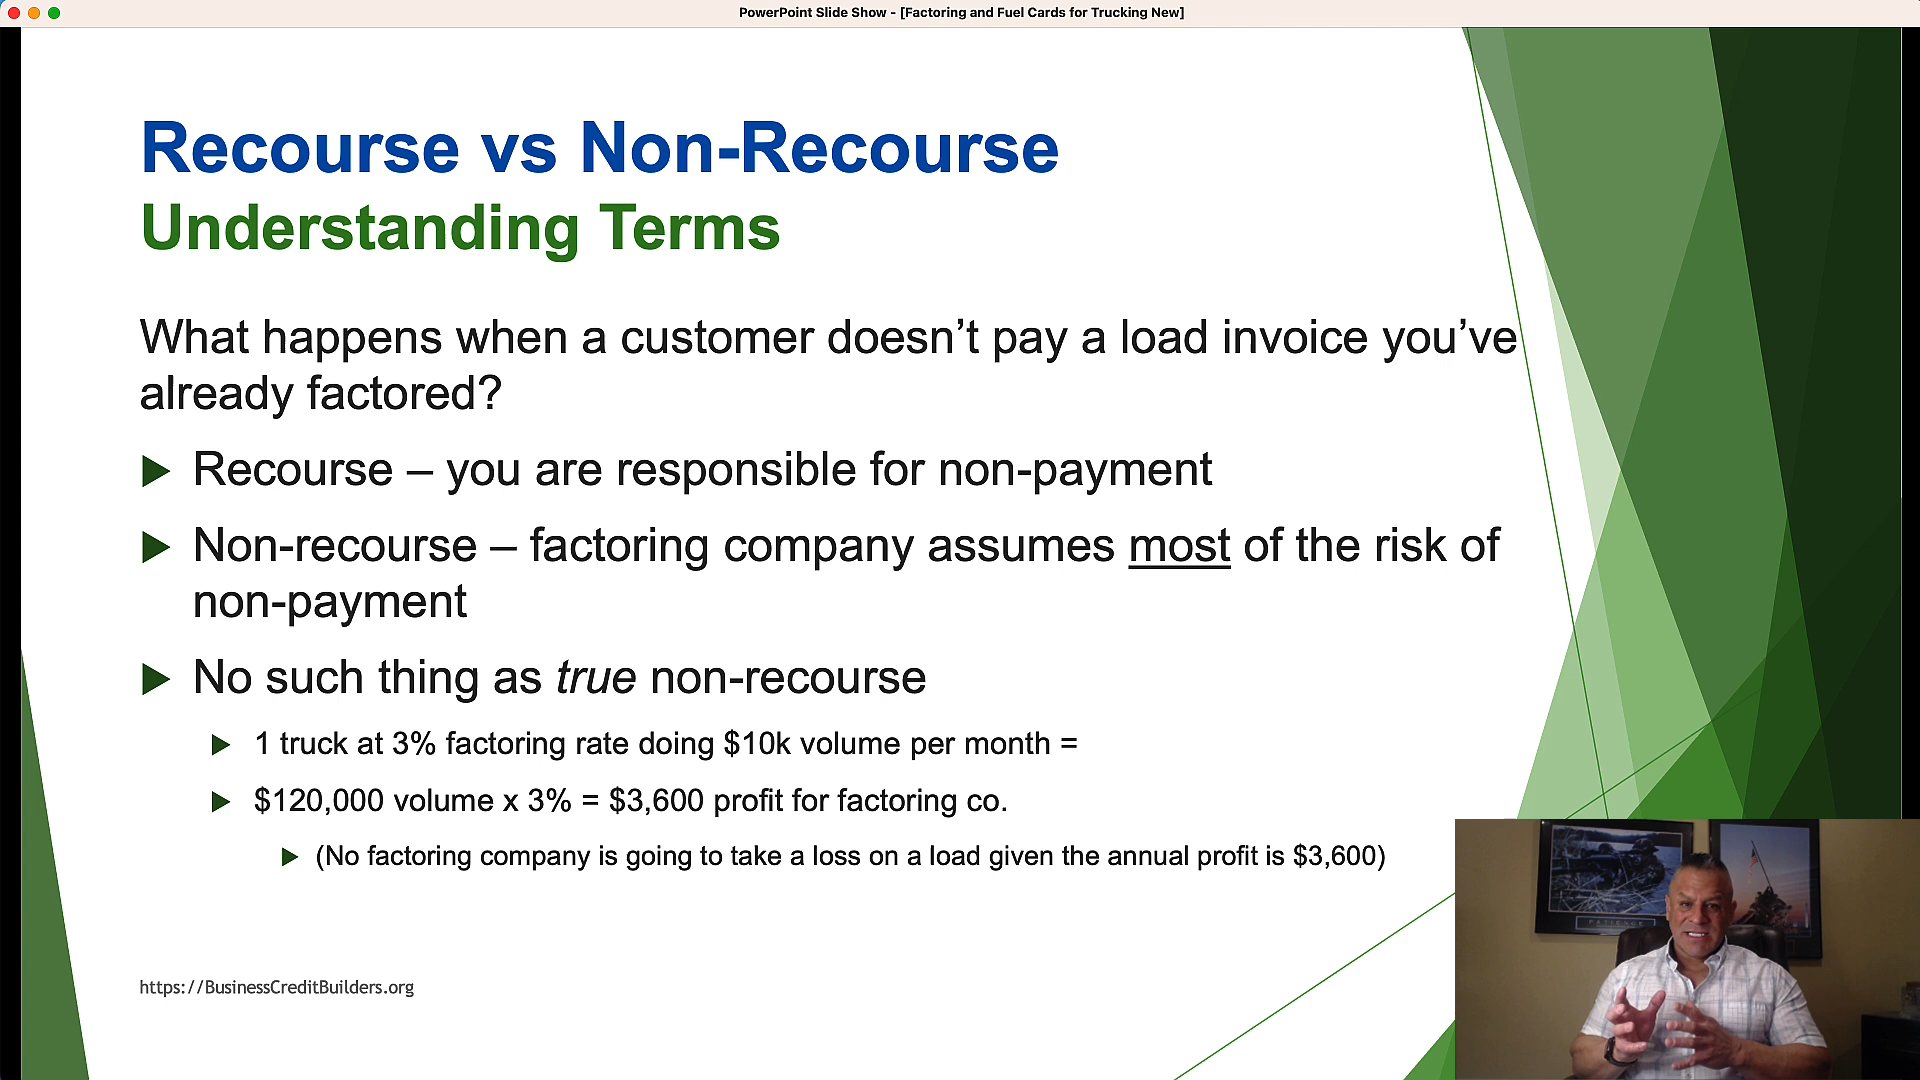 PowerPoint Slide Show - [Factoring and Fuel Cards for Trucking New]
Recourse vs Non-Recourse
Understanding Terms
What happens when a customer doesn’t pay a load invoice you’ve
already factored?
Recourse – you are responsible for non-payment
Non-recourse – factoring company assumes most of the risk of
non-payment
No such thing as true non-recourse
1 truck at 3% factoring rate doing $10k volume per month =
$120,000 volume x 3% = $3,600 profit for factoring co.
(No factoring company is going to take a loss on a load given the annual profit is $3,600)
https://BusinessCreditBuilders.org
PATIENCE